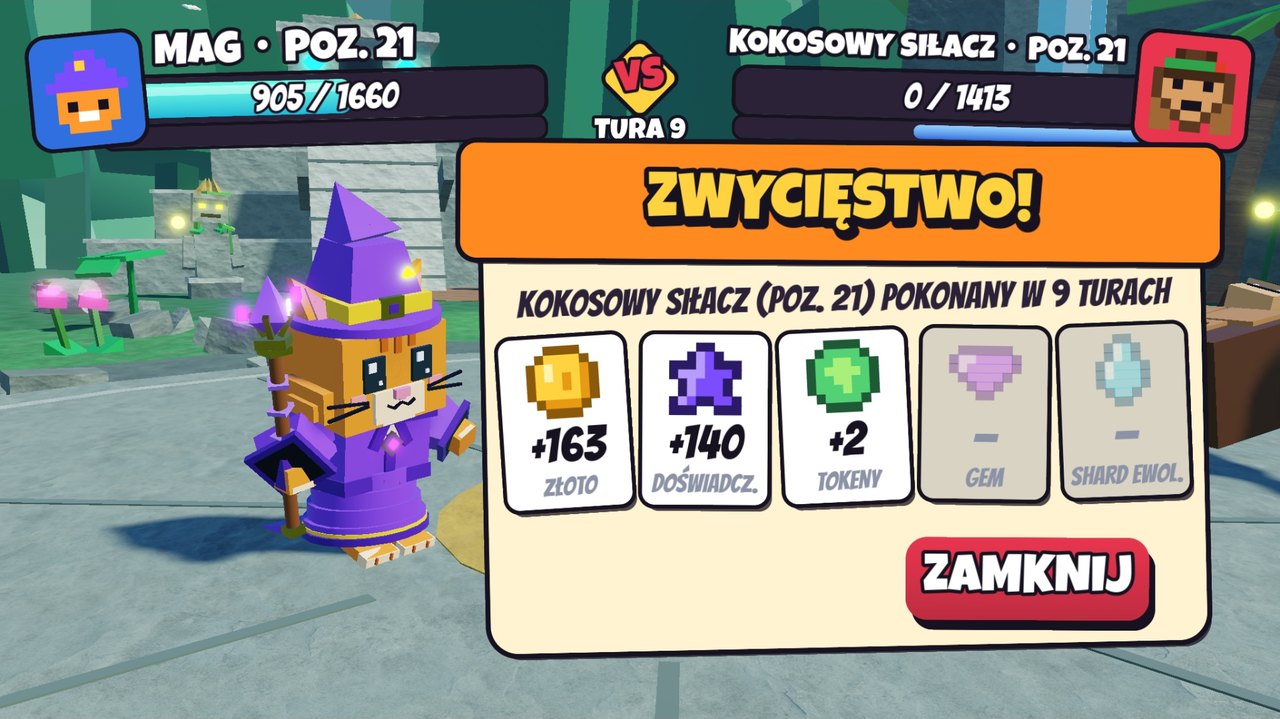 MAG • POZ. 21
905 / 1660
VS
TURA 9
KOKOSOWY SIŁACZ • POZ. 21
0 / 1413
ZWYCIĘSTWO!
KOKOSOWY SIŁACZ (POZ. 21) POKONANY W 9 TURACH
+163
ZŁOTO
+140
DOŚWIADCZ.
+2
TOKENY
–
GEM
–
SHARD EWOL.
ZAMKNIJ